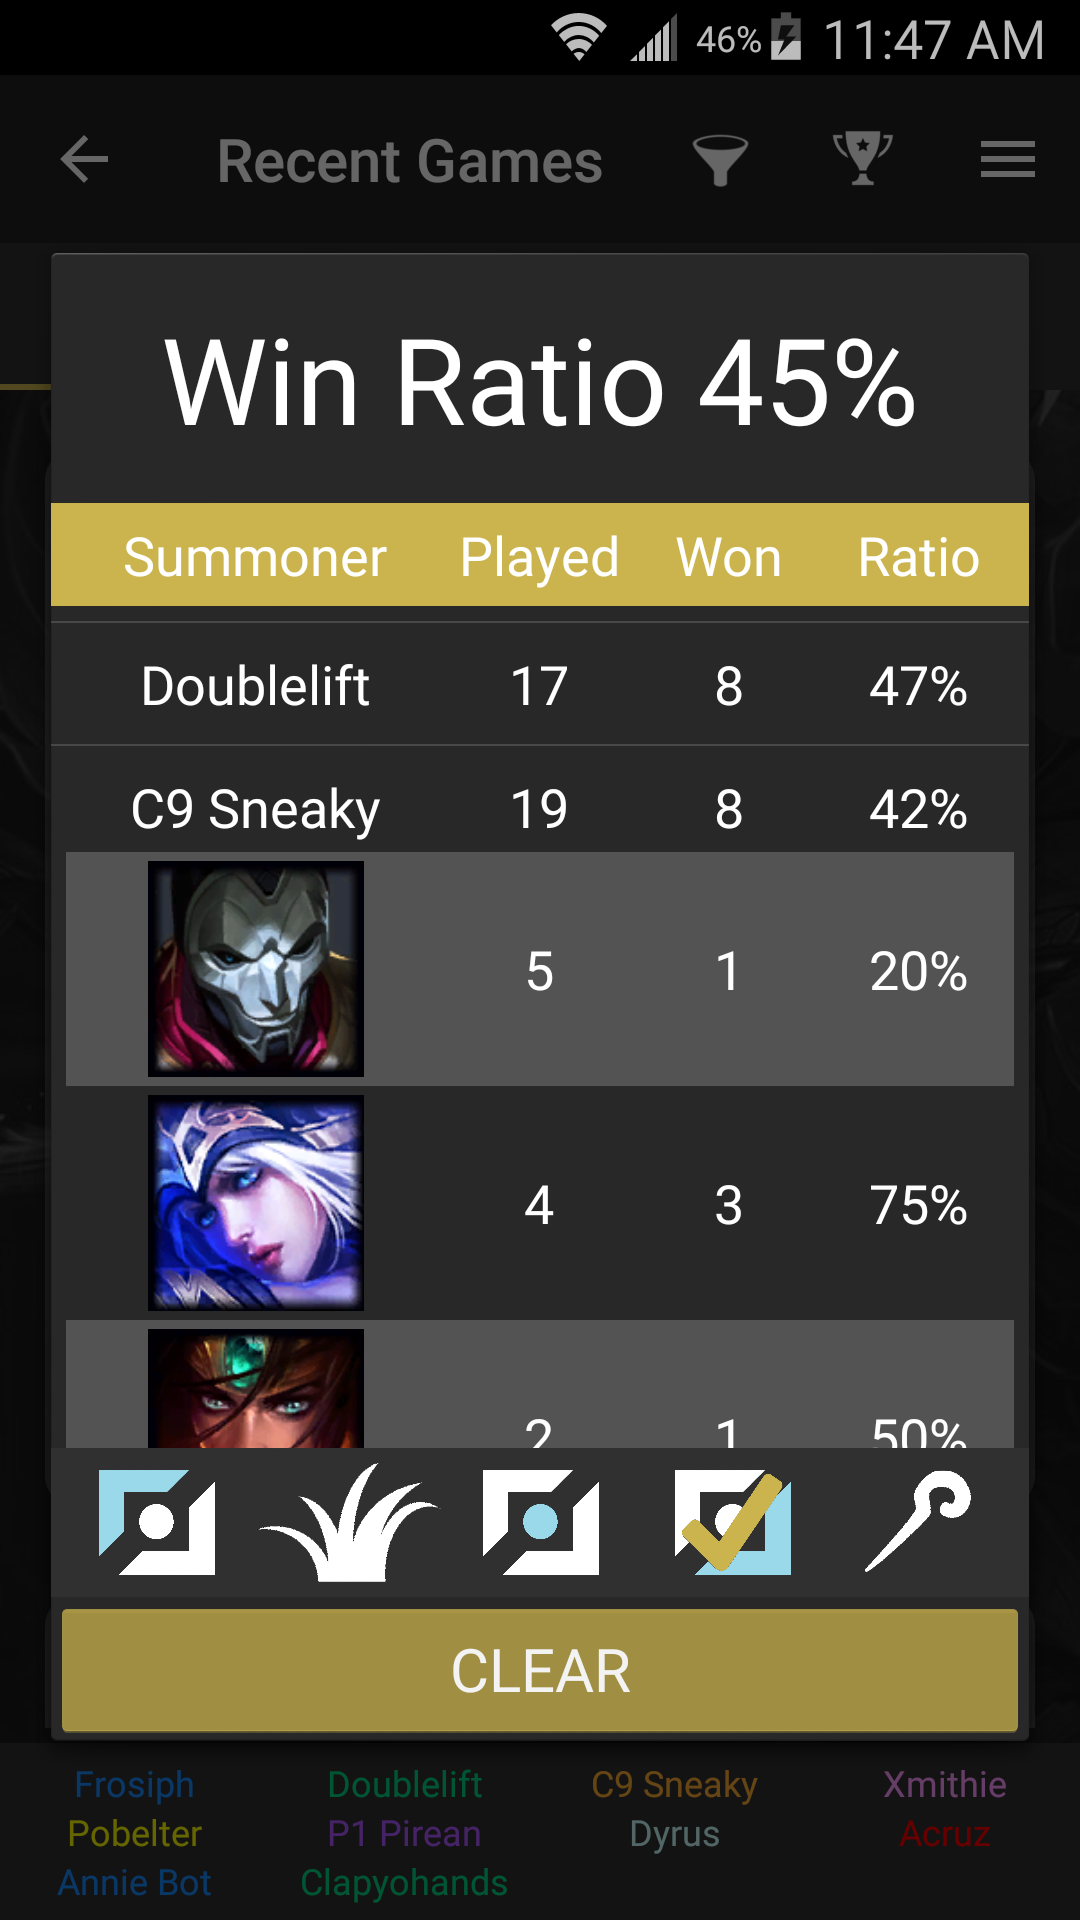 46% 11:47 AM
Recent Games
Win Ratio 45%
Summoner Played Won Ratio
Doublelift 17 8 47%
C9 Sneaky 19 8 42%
5 1 20%
4 3 75%
2 1 50%
CLEAR
Frosiph Doublelift C9 Sneaky Xmithie
Pobelter P1 Pirean Dyrus Acruz
Annie Bot Clapyohands